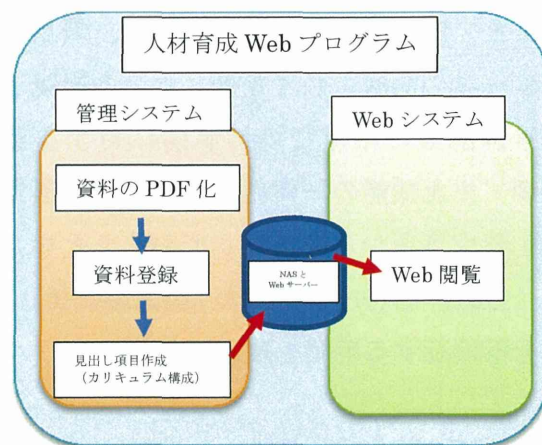 人材育成 Web プログラム
管理システム
資料の PDF 化
資料登録
見出し項目作成
（カリキュラム構成）
NAS と
Web サーバー
Web システム
Web 閲覧